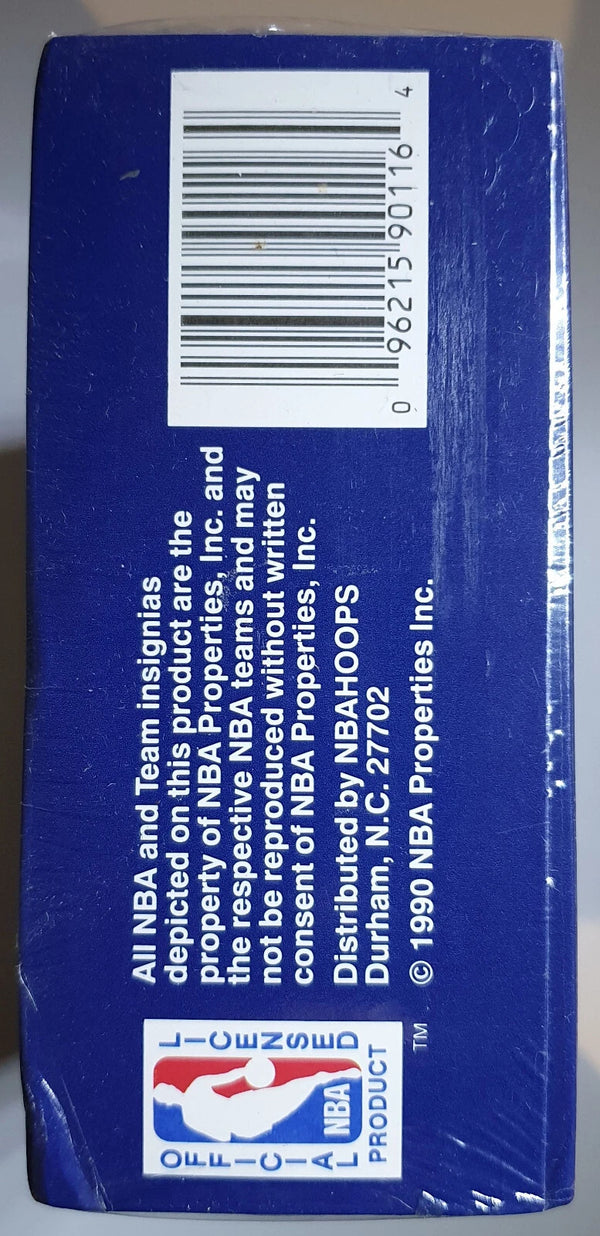 OFFICIAL
LICENSED
NBA
PRODUCT
TM
All NBA and Team insignias
depicted on this product are the
property of NBA Properties, Inc. and
the respective NBA teams and may
not be reproduced without written
consent of NBA Properties, Inc.
Distributed by NBAHOOPS
Durham, N.C. 27702
© 1990 NBA Properties Inc.
0 96215 90116 4